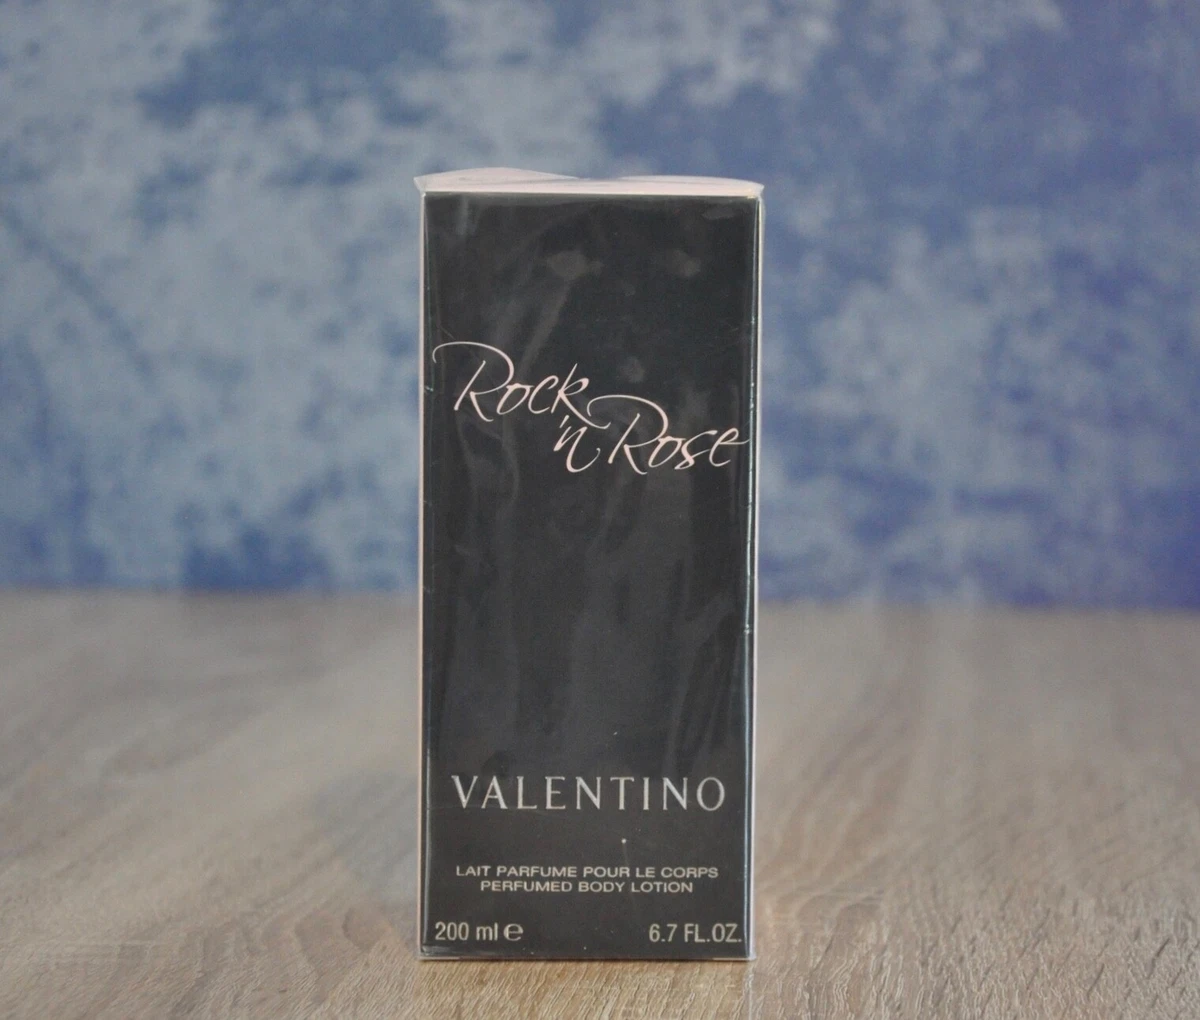 Rock
'n Rose
VALENTINO
LAIT PARFUME POUR LE CORPS
PERFUMED BODY LOTION
200 ml e 6.7 FL.OZ.